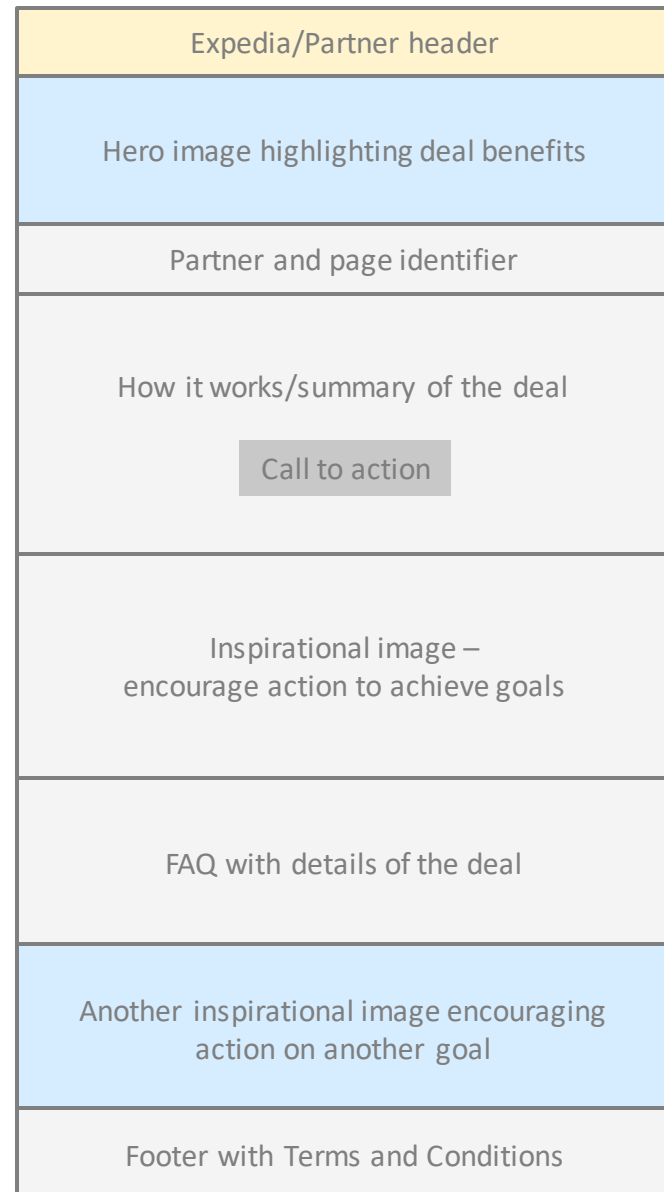 Expedia/Partner header
Hero image highlighting deal benefits
Partner and page identifier
How it works/summary of the deal
Call to action
Inspirational image –
encourage action to achieve goals
FAQ with details of the deal
Another inspirational image encouraging
action on another goal
Footer with Terms and Conditions